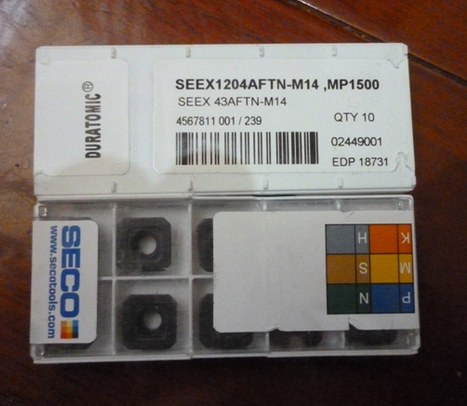 DURATOMIC®
SEEX1204AFTN-M14 ,MP1500
SEEX 43AFTN-M14
4567811 001 / 239
QTY 10
02449001
EDP 18731
SECO
www.secotools.com
K
H
M
S
P
N